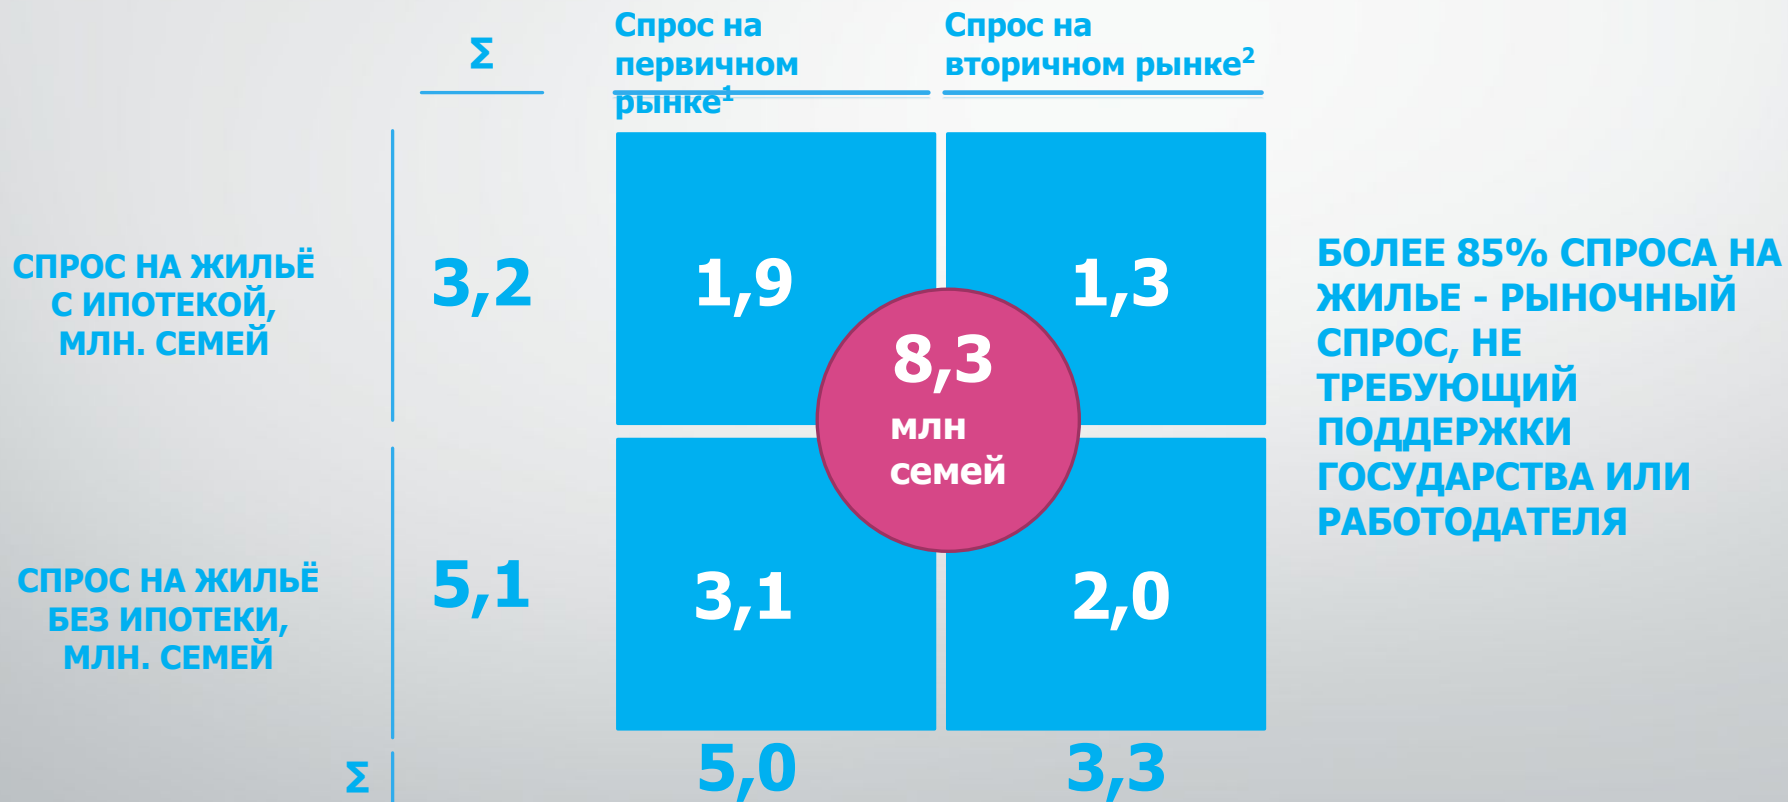 Σ
Спрос на
первичном
рынке¹
Спрос на
вторичном рынке²
СПРОС НА ЖИЛЬЁ
С ИПОТЕКОЙ,
МЛН. СЕМЕЙ
3,2
1,9
1,3
8,3
млн
семей
СПРОС НА ЖИЛЬЁ
БЕЗ ИПОТЕКИ,
МЛН. СЕМЕЙ
5,1
3,1
2,0
Σ
5,0
3,3
БОЛЕЕ 85% СПРОСА НА
ЖИЛЬЕ - РЫНОЧНЫЙ
СПРОС, НЕ
ТРЕБУЮЩИЙ
ПОДДЕРЖКИ
ГОСУДАРСТВА ИЛИ
РАБОТОДАТЕЛЯ